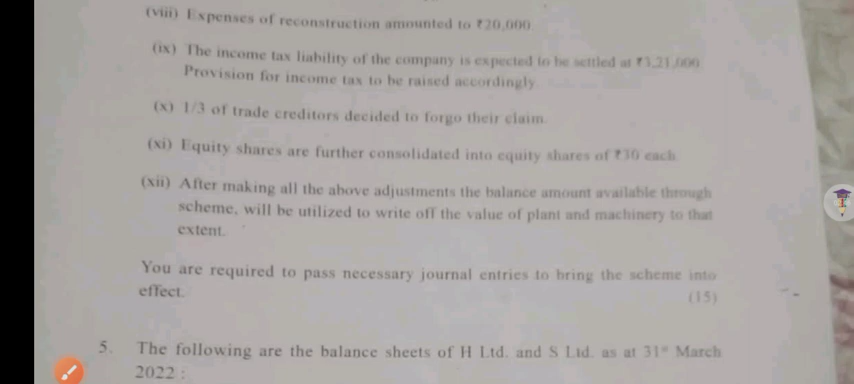 (viii) Expenses of reconstruction amounted to ₹20,000
(ix) The income tax liability of the company is expected to be settled at ₹3,21,000
Provision for income tax to be raised accordingly.
(x) 1/3 of trade creditors decided to forgo their claim.
(xi) Equity shares are further consolidated into equity shares of ₹30 each
(xii) After making all the above adjustments the balance amount available through
scheme, will be utilized to write off the value of plant and machinery to that
extent.
You are required to pass necessary journal entries to bring the scheme into
effect. (15)
5. The following are the balance sheets of H Ltd. and S Ltd. as at 31st March
2022 :